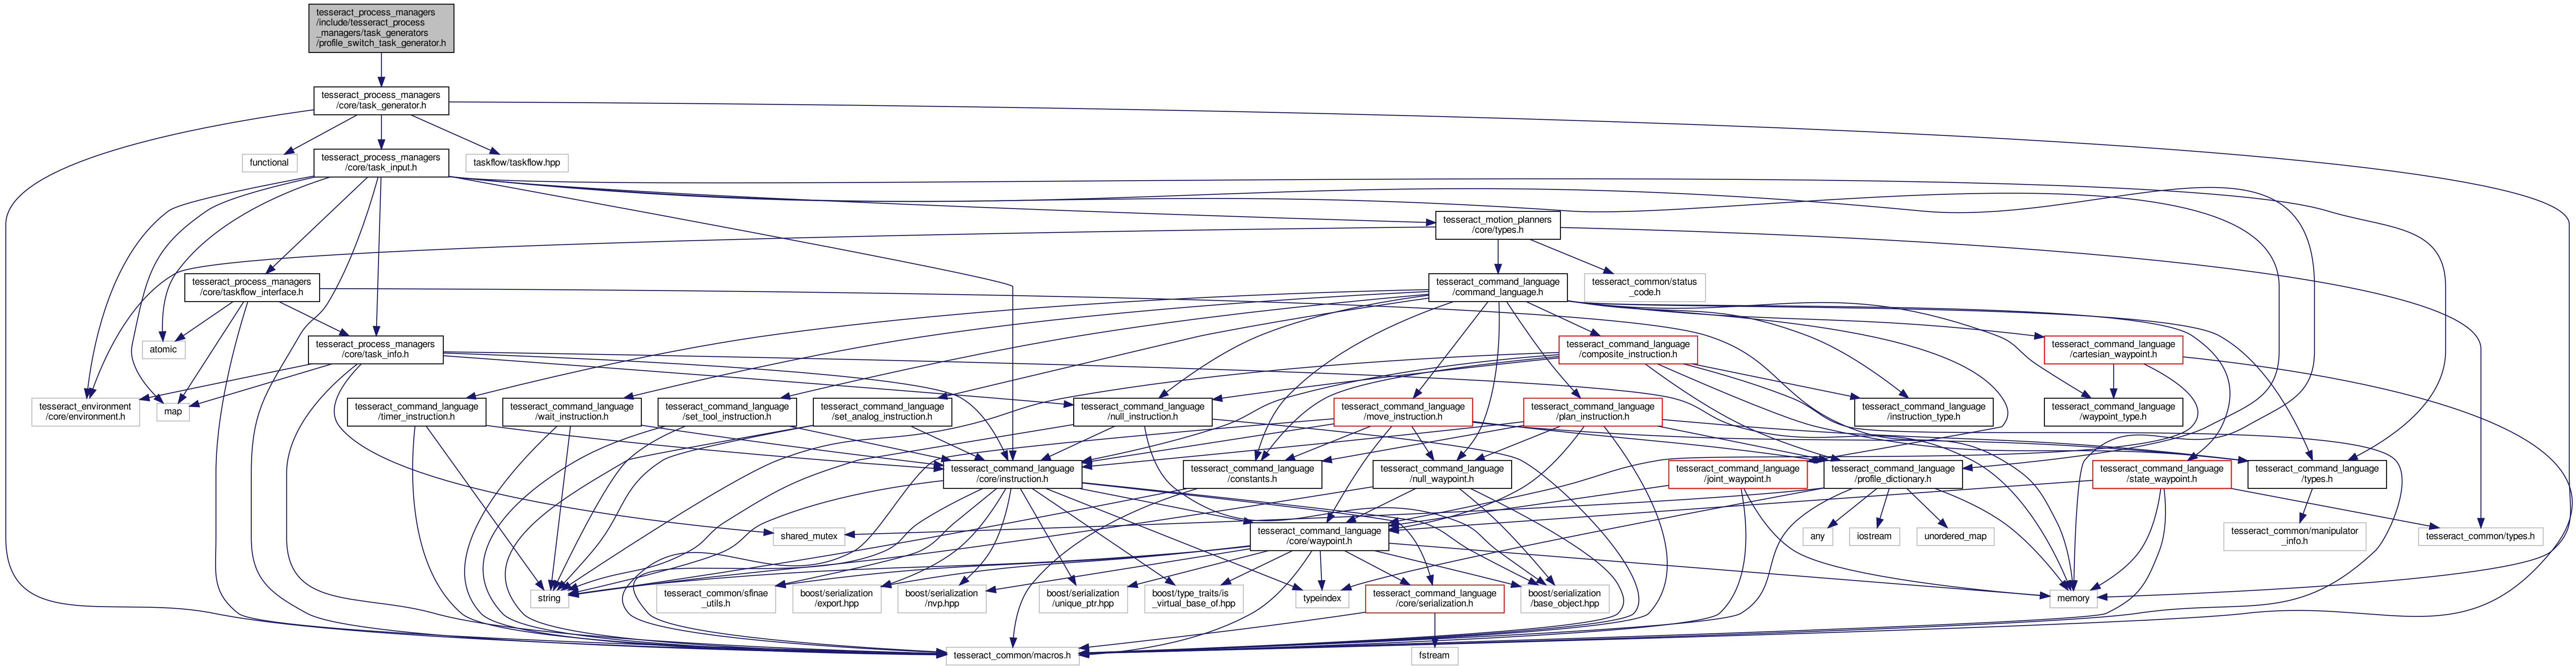 tesseract_process_managers
/include/tesseract_process
_managers/task_generators
/profile_switch_task_generator.h
tesseract_process_managers
/core/task_generator.h
functional
tesseract_process_managers
/core/task_input.h
taskflow/taskflow.hpp
tesseract_motion_planners
/core/types.h
tesseract_process_managers
/core/taskflow_interface.h
tesseract_command_language
/command_language.h
tesseract_common/status
_code.h
atomic
tesseract_process_managers
/core/task_info.h
tesseract_command_language
/composite_instruction.h
tesseract_command_language
/cartesian_waypoint.h
tesseract_environment
/core/environment.h
map
tesseract_command_language
/timer_instruction.h
tesseract_command_language
/wait_instruction.h
tesseract_command_language
/set_tool_instruction.h
tesseract_command_language
/set_analog_instruction.h
tesseract_command_language
/null_instruction.h
tesseract_command_language
/move_instruction.h
tesseract_command_language
/plan_instruction.h
tesseract_command_language
/instruction_type.h
tesseract_command_language
/waypoint_type.h
tesseract_command_language
/core/instruction.h
tesseract_command_language
/constants.h
tesseract_command_language
/null_waypoint.h
tesseract_command_language
/joint_waypoint.h
tesseract_command_language
/profile_dictionary.h
tesseract_command_language
/state_waypoint.h
tesseract_command_language
/types.h
shared_mutex
tesseract_command_language
/core/waypoint.h
any
iostream
unordered_map
tesseract_common/manipulator
_info.h
tesseract_common/types.h
string
tesseract_common/sfinae
_utils.h
boost/serialization
/export.hpp
boost/serialization
/nvp.hpp
boost/serialization
/unique_ptr.hpp
boost/type_traits/is
_virtual_base_of.hpp
typeindex
tesseract_command_language
/core/serialization.h
boost/serialization
/base_object.hpp
memory
tesseract_common/macros.h
fstream